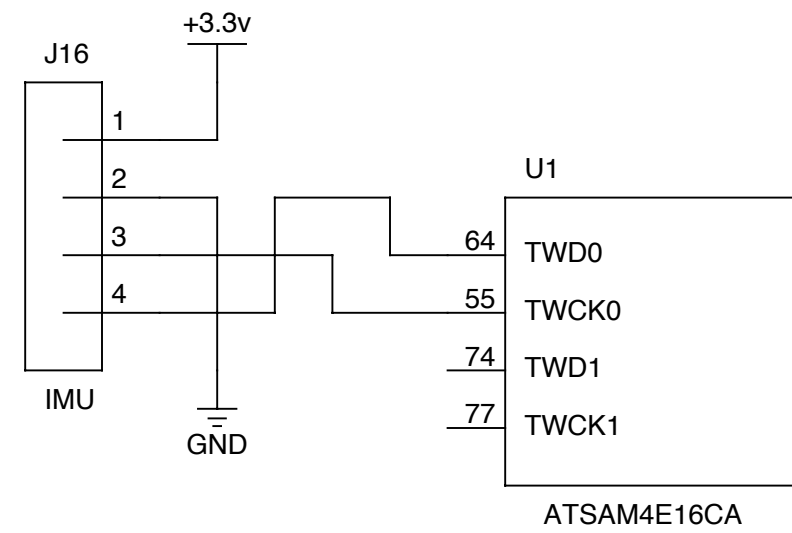 +3.3v
J16
1
2
3
4
IMU
GND
U1
64 TWD0
55 TWCK0
74 TWD1
77 TWCK1
ATSAM4E16CA